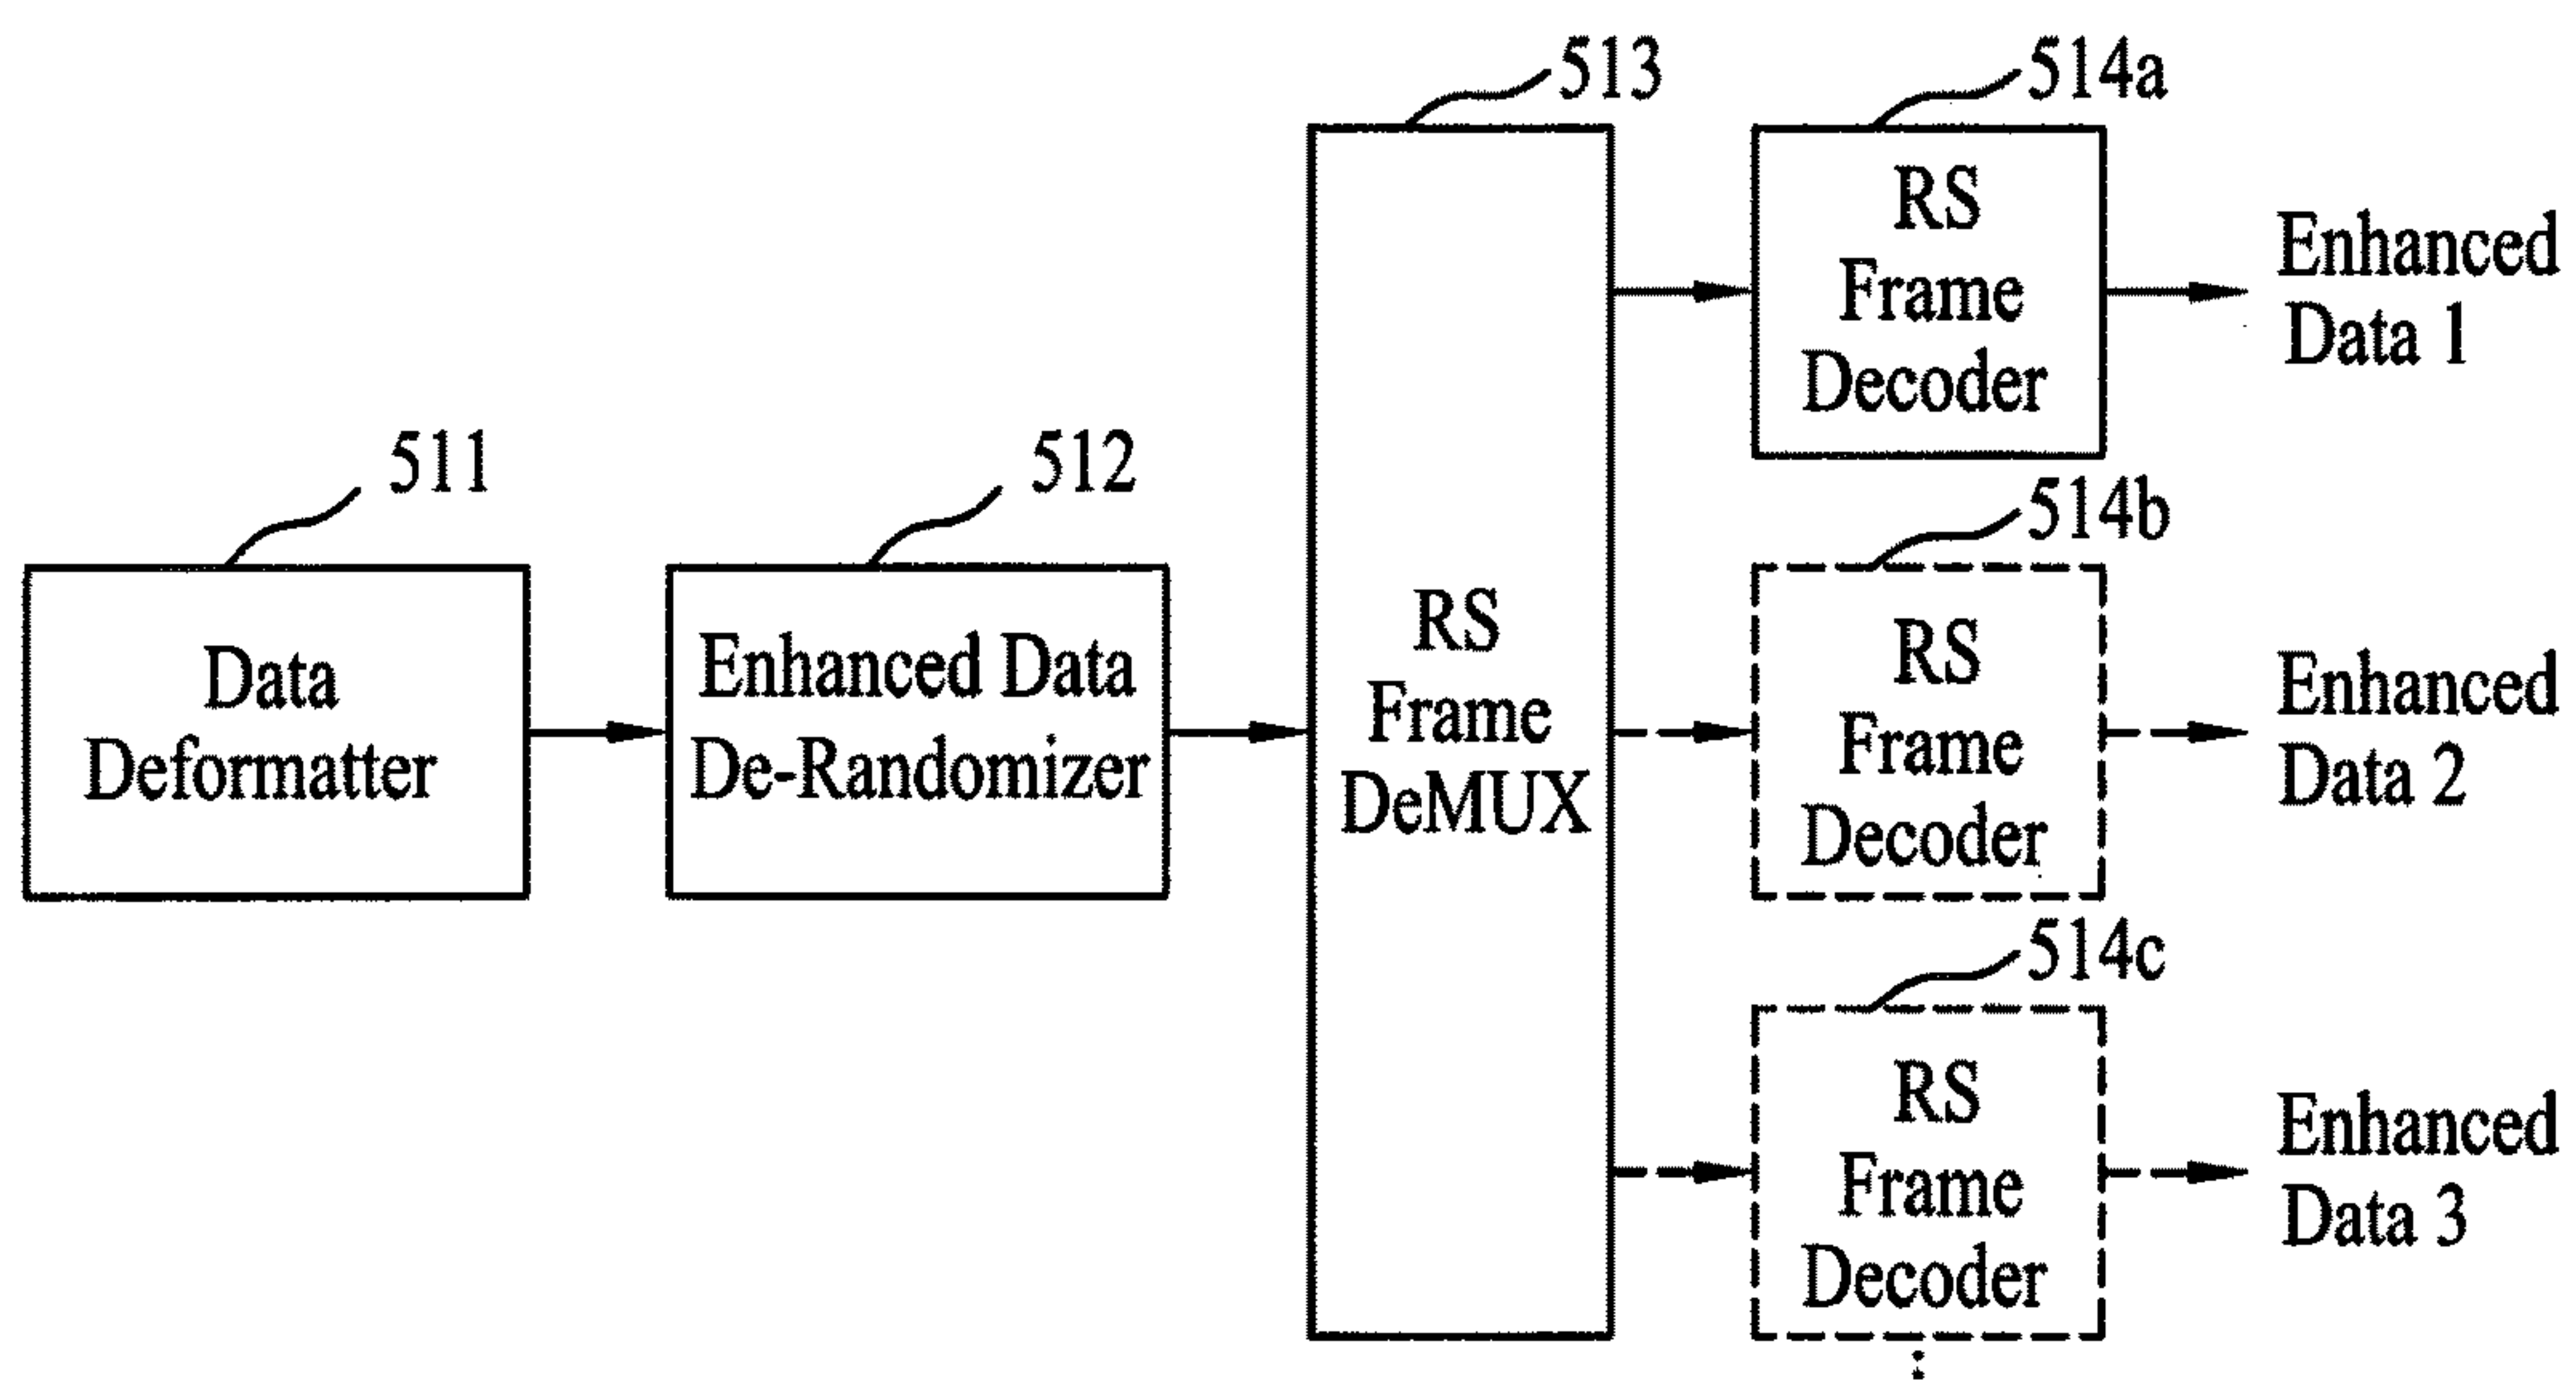 513
514a
RS
Frame
Decoder
Enhanced
Data 1
511
512
514b
Data
Deformatter
Enhanced Data
De-Randomizer
RS
Frame
DeMUX
RS
Frame
Decoder
Enhanced
Data 2
514c
RS
Frame
Decoder
Enhanced
Data 3